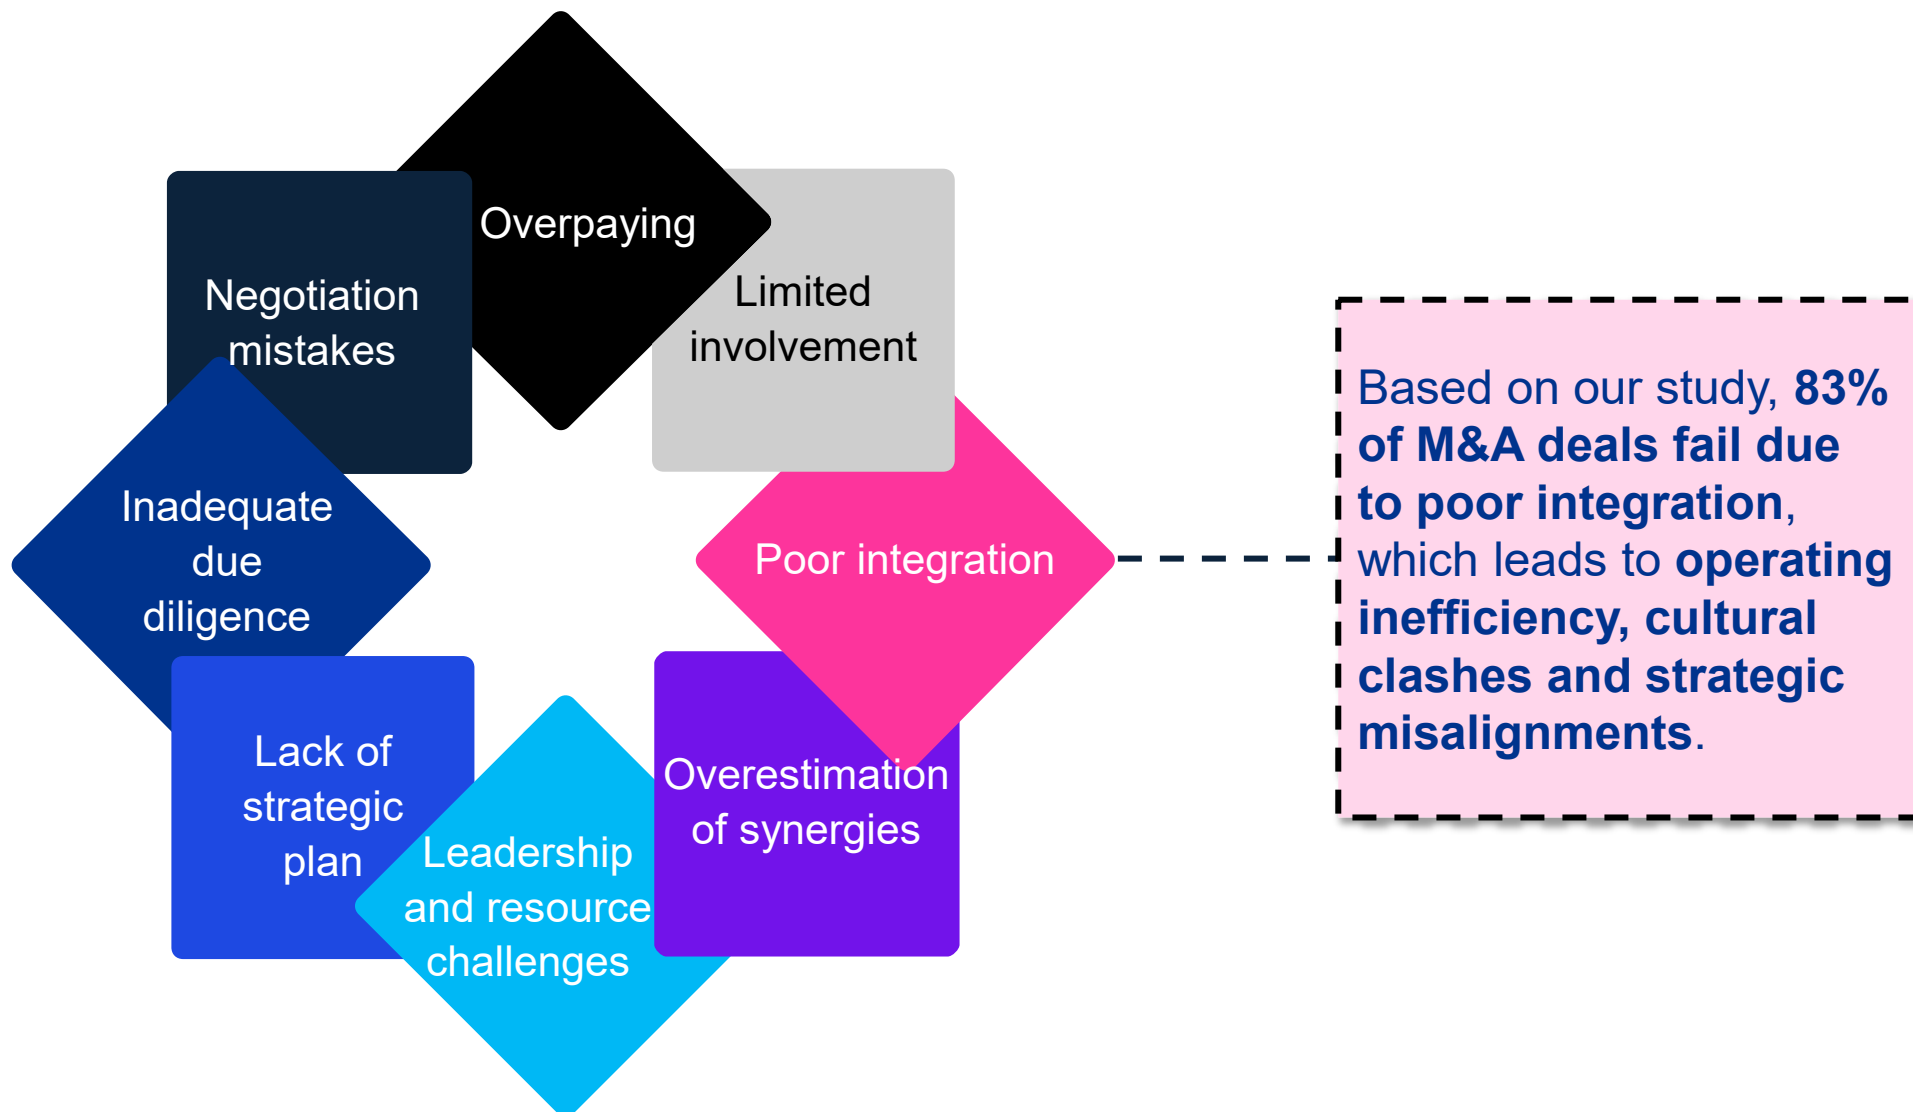 Overpaying
Limited
involvement
Poor integration
Overestimation
of synergies
Leadership
and resource
challenges
Lack of
strategic
plan
Inadequate
due
diligence
Negotiation
mistakes
Based on our study, 83%
of M&A deals fail due
to poor integration,
which leads to operating
inefficiency, cultural
clashes and strategic
misalignments.